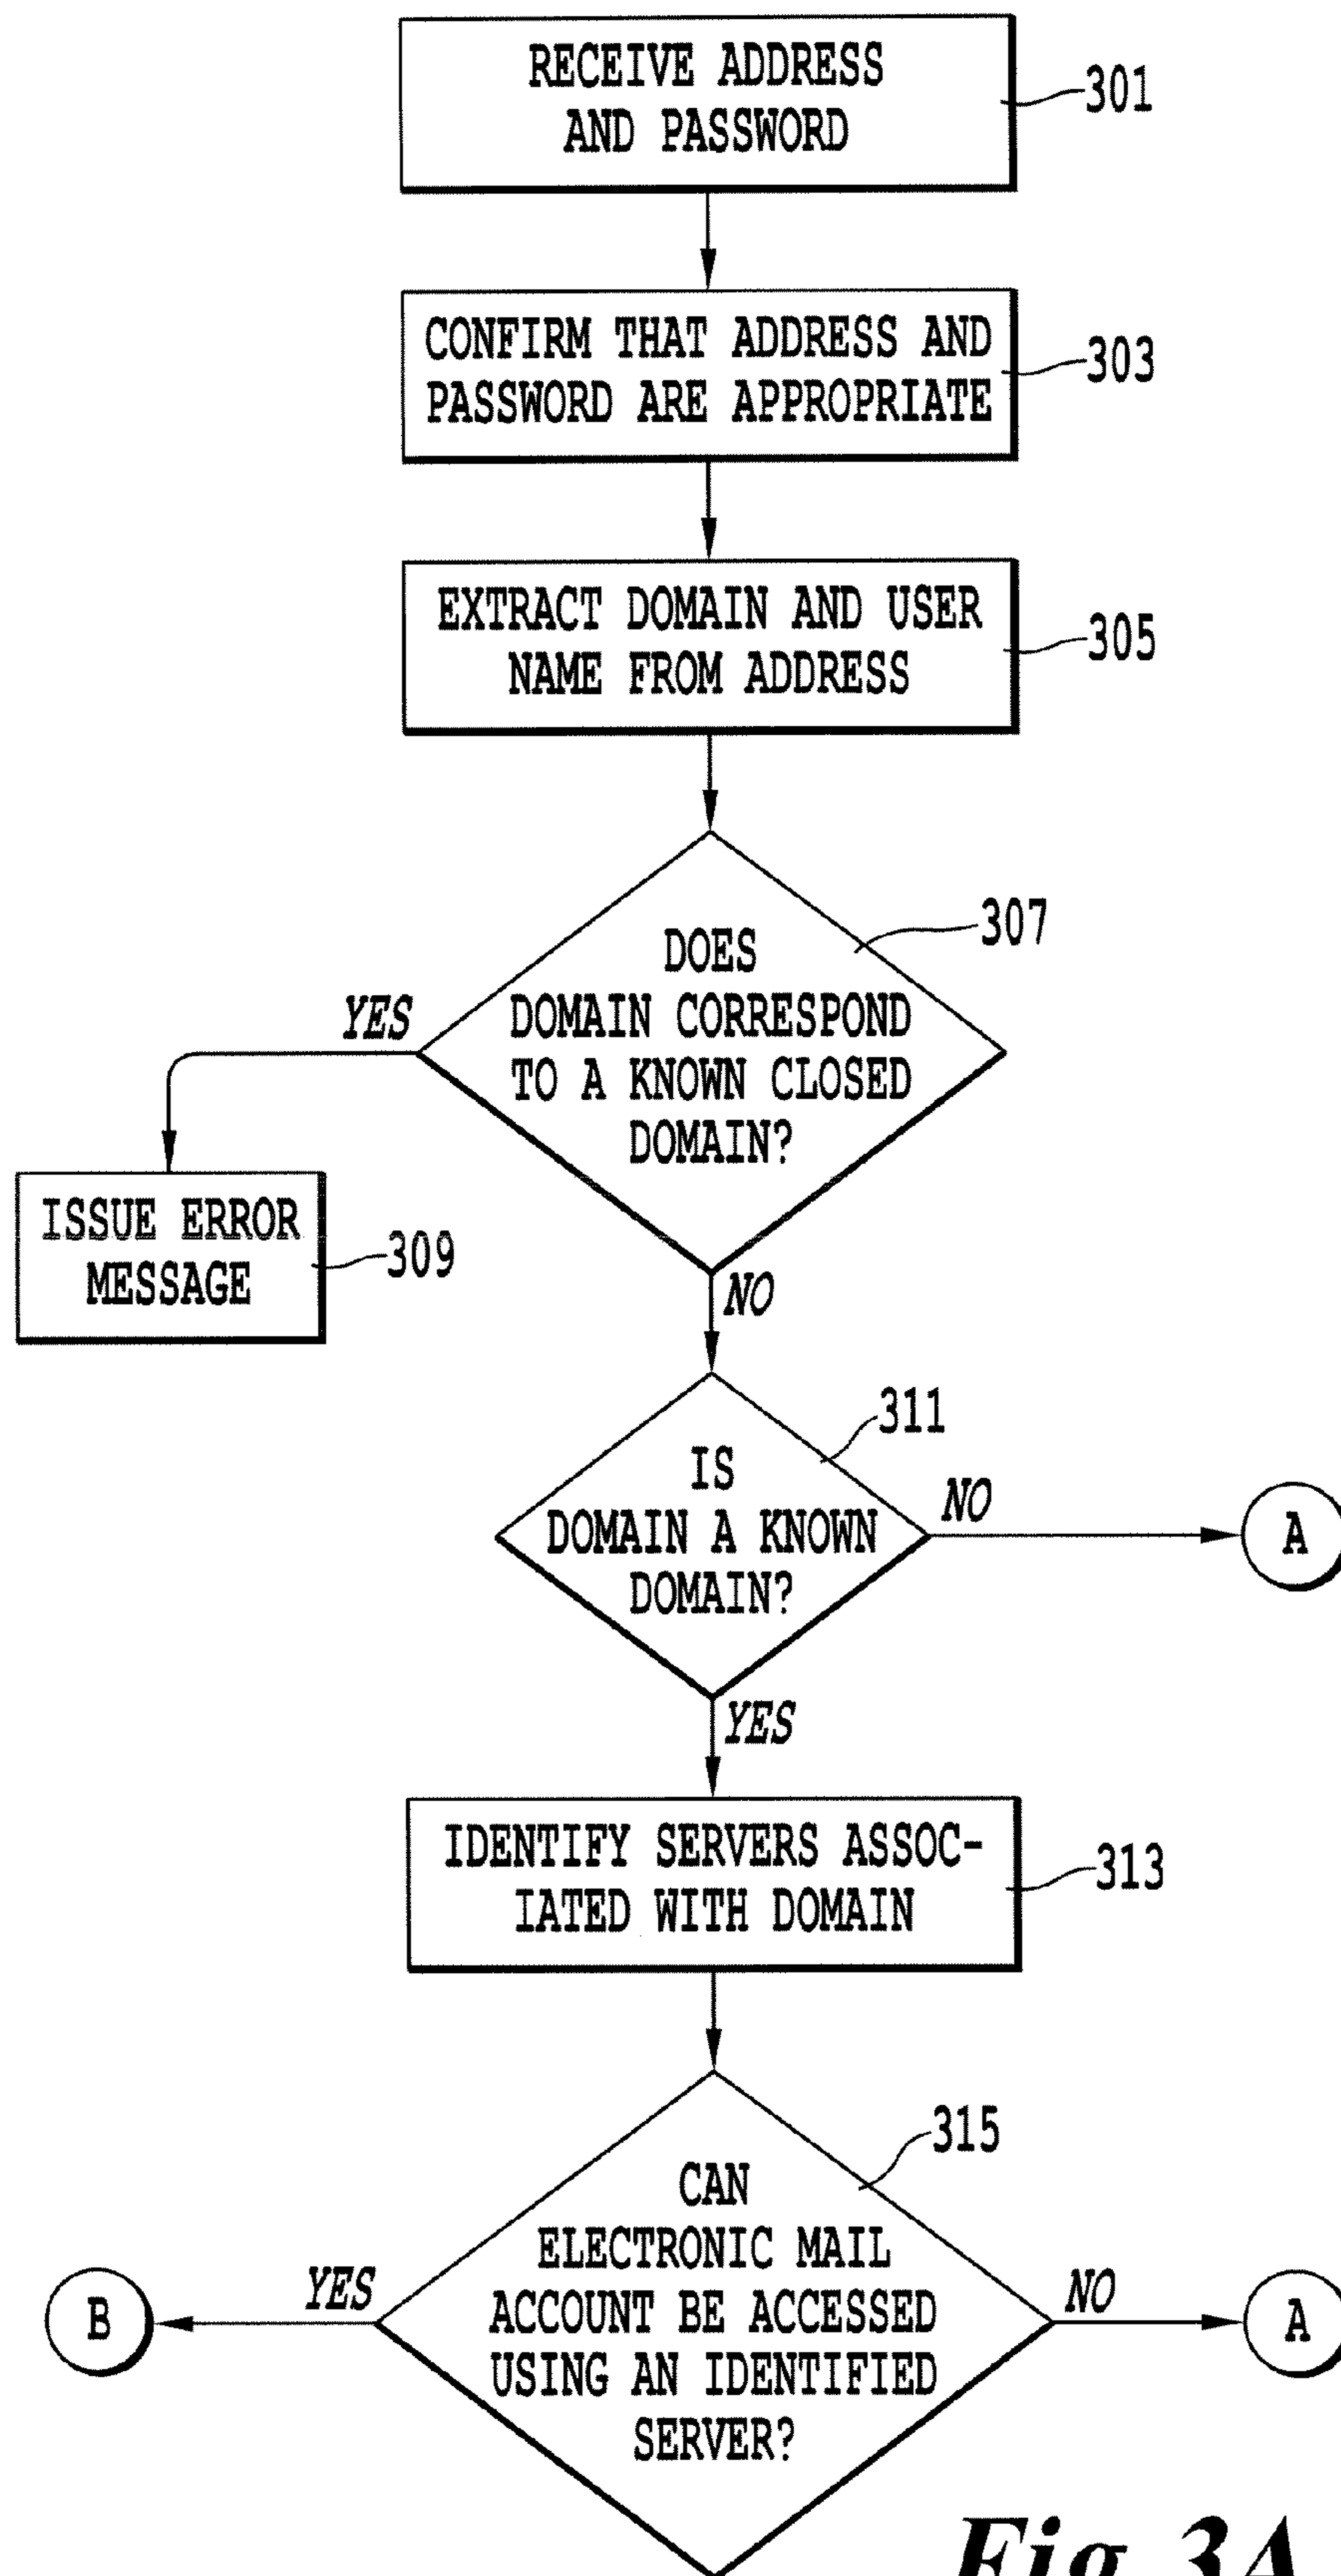 RECEIVE ADDRESS
AND PASSWORD
301
CONFIRM THAT ADDRESS AND
PASSWORD ARE APPROPRIATE
303
EXTRACT DOMAIN AND USER
NAME FROM ADDRESS
305
307
DOES
DOMAIN CORRESPOND
TO A KNOWN CLOSED
DOMAIN?
YES
ISSUE ERROR
MESSAGE
309
NO
311
IS
DOMAIN A KNOWN
DOMAIN?
NO
A
YES
IDENTIFY SERVERS ASSOC-
IATED WITH DOMAIN
313
315
CAN
ELECTRONIC MAIL
ACCOUNT BE ACCESSED
USING AN IDENTIFIED
SERVER?
YES
B
NO
A
Fig. 3A